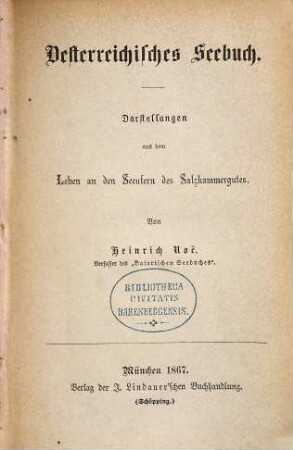 Oesterreichisches Seebuch.
Darstellungen
aus dem
Leben an den Seeufern des Salzkammergutes.
Von
Heinrich Noë.
Verfasser des „Baierischen Seebuches".
BIBLIOTHECA
CIVITATIS
BABENBERGENSIS.
München 1867.
Verlag der J. Lindauer'schen Buchhandlung.
(Schöpping.)